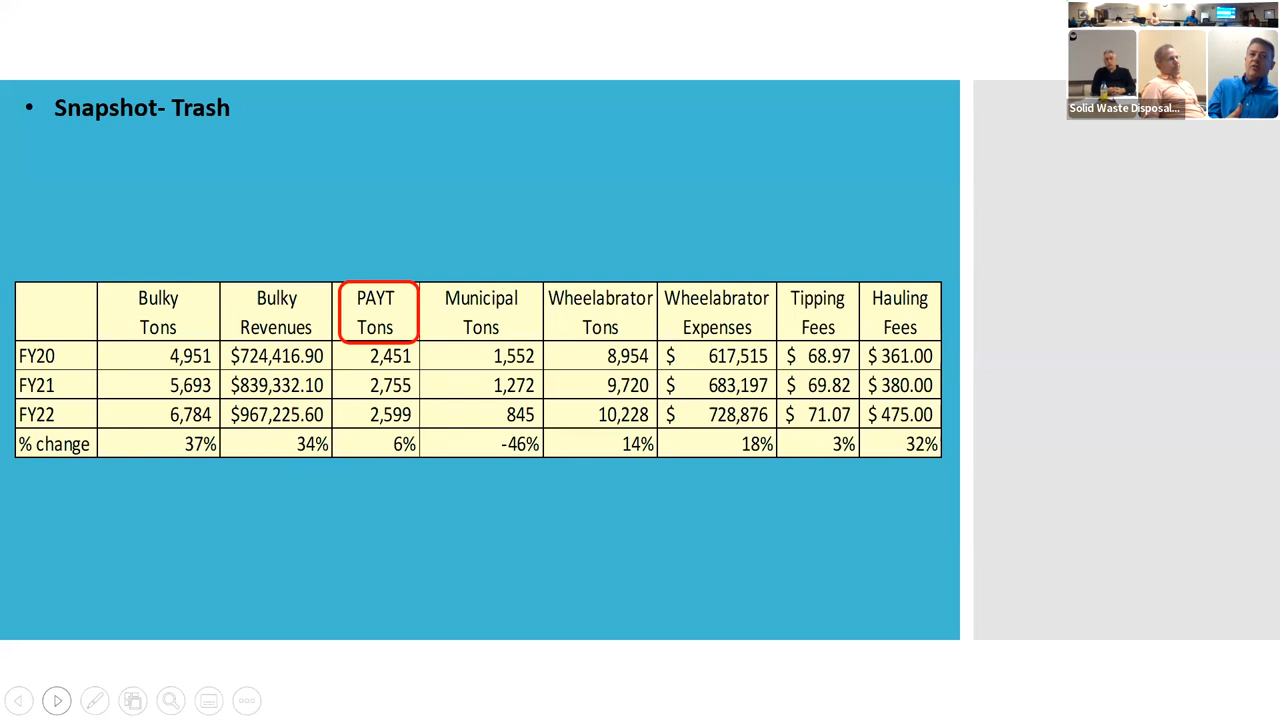 • Snapshot- Trash
Bulky Tons Bulky Revenues PAYT Tons Municipal Tons Wheelabrator Tons Wheelabrator Expenses Tipping Fees Hauling Fees
FY20 4,951 $724,416.90 2,451 1,552 8,954 $ 617,515 $ 68.97 $ 361.00
FY21 5,693 $839,332.10 2,755 1,272 9,720 $ 683,197 $ 69.82 $ 380.00
FY22 6,784 $967,225.60 2,599 845 10,228 $ 728,876 $ 71.07 $ 475.00
% change 37% 34% 6% -46% 14% 18% 3% 32%
Solid Waste Disposal...